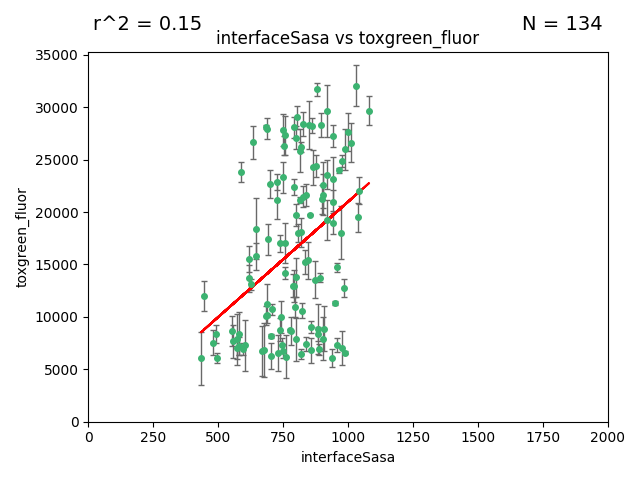 r^2 = 0.15
N = 134
interfaceSasa vs toxgreen_fluor
35000
30000
25000
20000
15000
10000
5000
0
toxgreen_fluor
0 250 500 750 1000 1250 1500 1750 2000
interfaceSasa